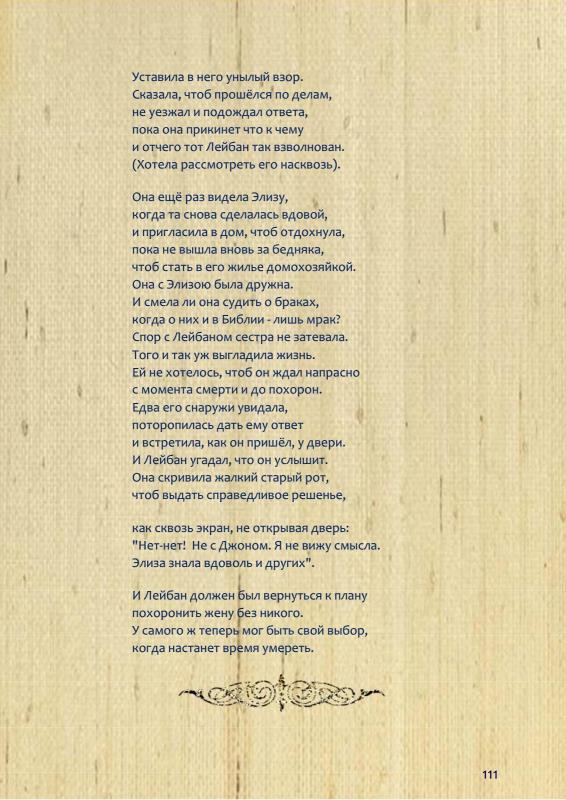 Уставила в него унылый взор.
Сказала, чтоб прошёлся по делам,
не уезжал и подождал ответа,
пока она прикинет что к чему
и отчего тот Лейбан так взволнован.
(Хотела рассмотреть его насквозь).
Она ещё раз видела Элизу,
когда та снова сделалась вдовой,
и пригласила в дом, чтоб отдохнула,
пока не вышла вновь за бедняка,
чтоб стать в его жилье домохозяйкой.
Она с Элизою была дружна.
И смела ли она судить о браках,
когда о них и в Библии - лишь мрак?
Спор с Лейбаном сестра не затевала.
Того и так уж выгладила жизнь.
Ей не хотелось, чтоб он ждал напрасно
с момента смерти и до похорон.
Едва его снаружи увидала,
поторопилась дать ему ответ
и встретила, как он пришёл, у двери.
И Лейбан угадал, что он услышит.
Она скривила жалкий старый рот,
чтоб выдать справедливое решенье,
как сквозь экран, не открывая дверь:
"Нет-нет! Не с Джоном. Я не вижу смысла.
Элиза знала вдоволь и других".
И Лейбан должен был вернуться к плану
похоронить жену без никого.
У самого ж теперь мог быть свой выбор,
когда настанет время умереть.
111